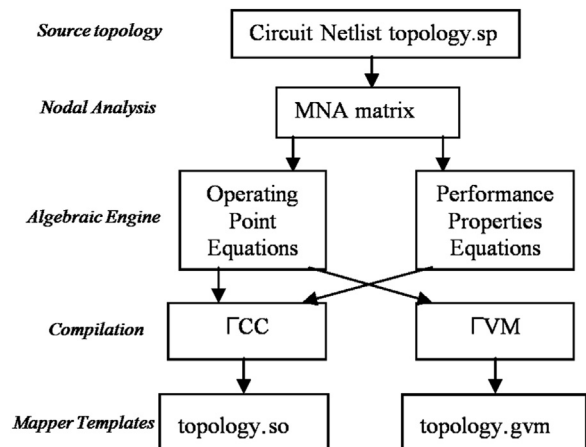 Source topology
Circuit Netlist topology.sp
Nodal Analysis
MNA matrix
Algebraic Engine
Operating
Point
Equations
Performance
Properties
Equations
Compilation
ΓCC
ΓVM
Mapper Templates
topology.so
topology.gvm